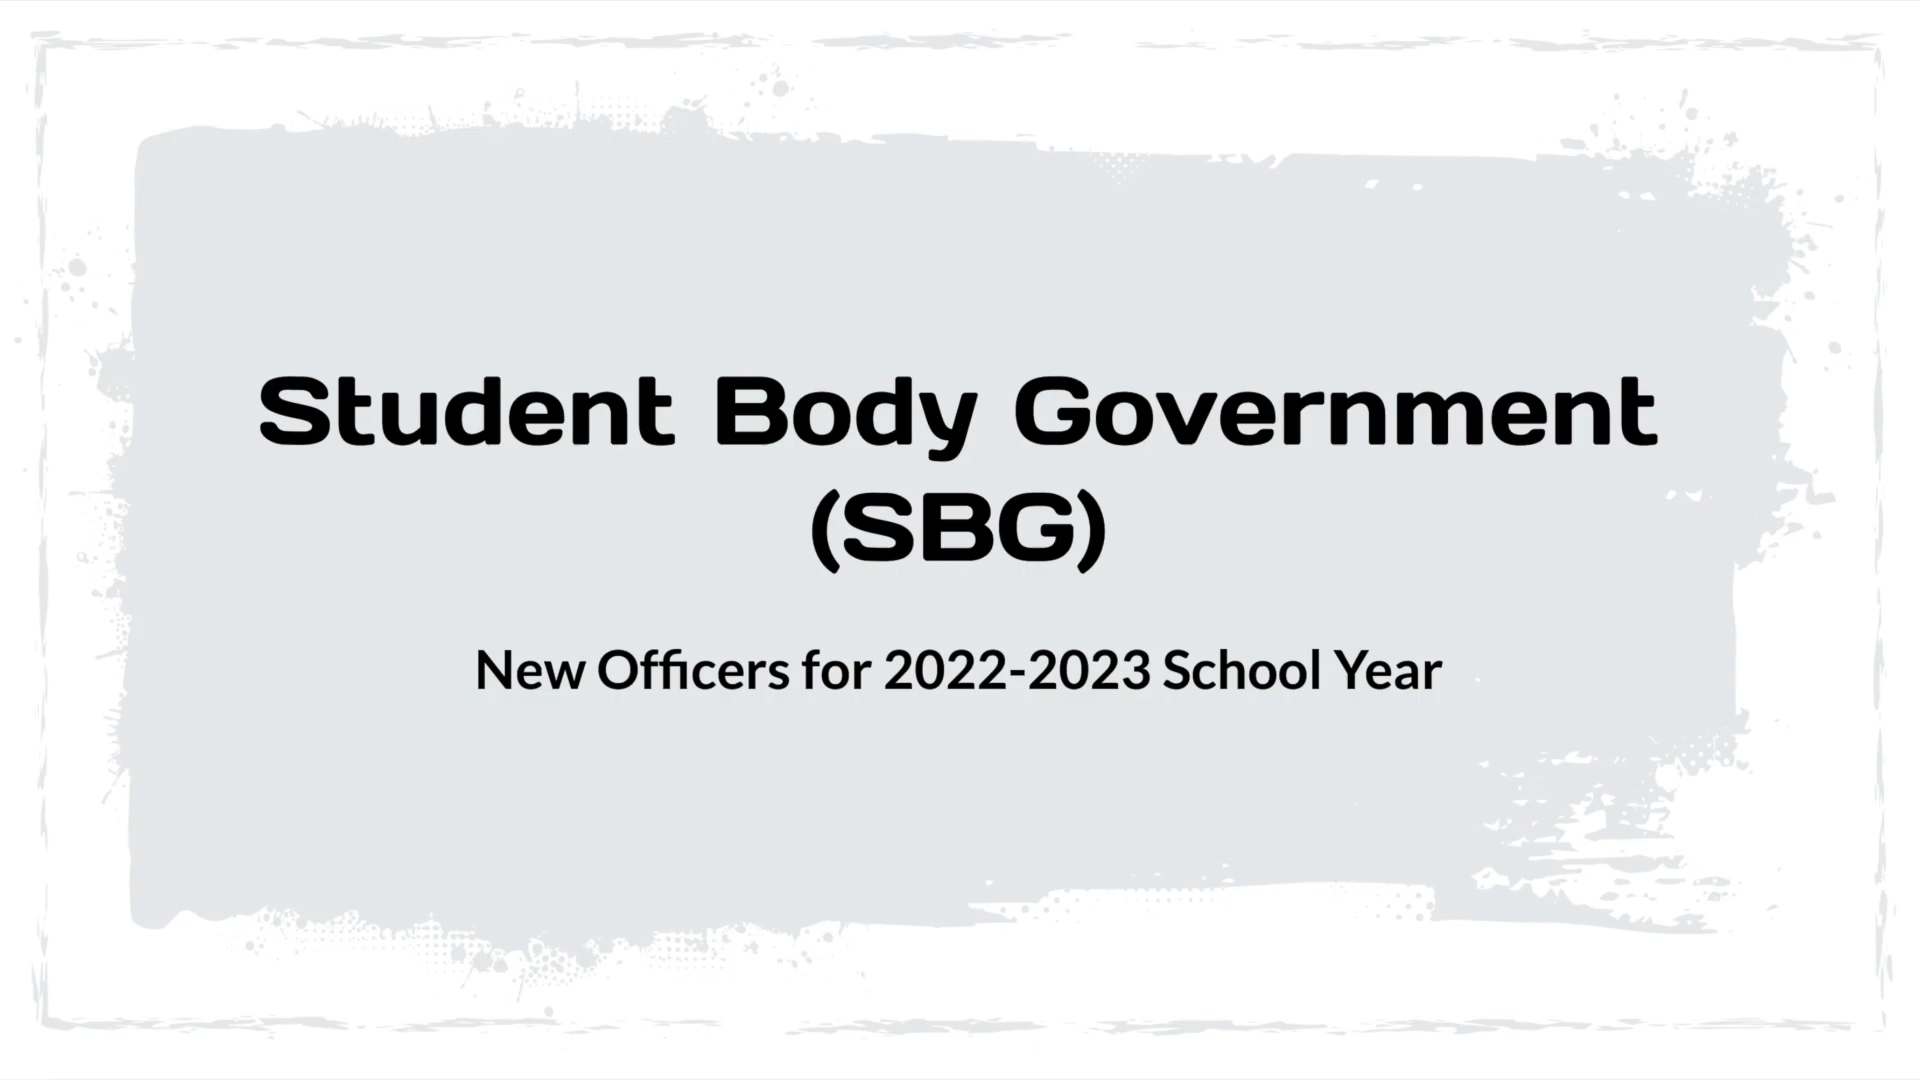 Student Body Government
(SBG)
New Officers for 2022-2023 School Year